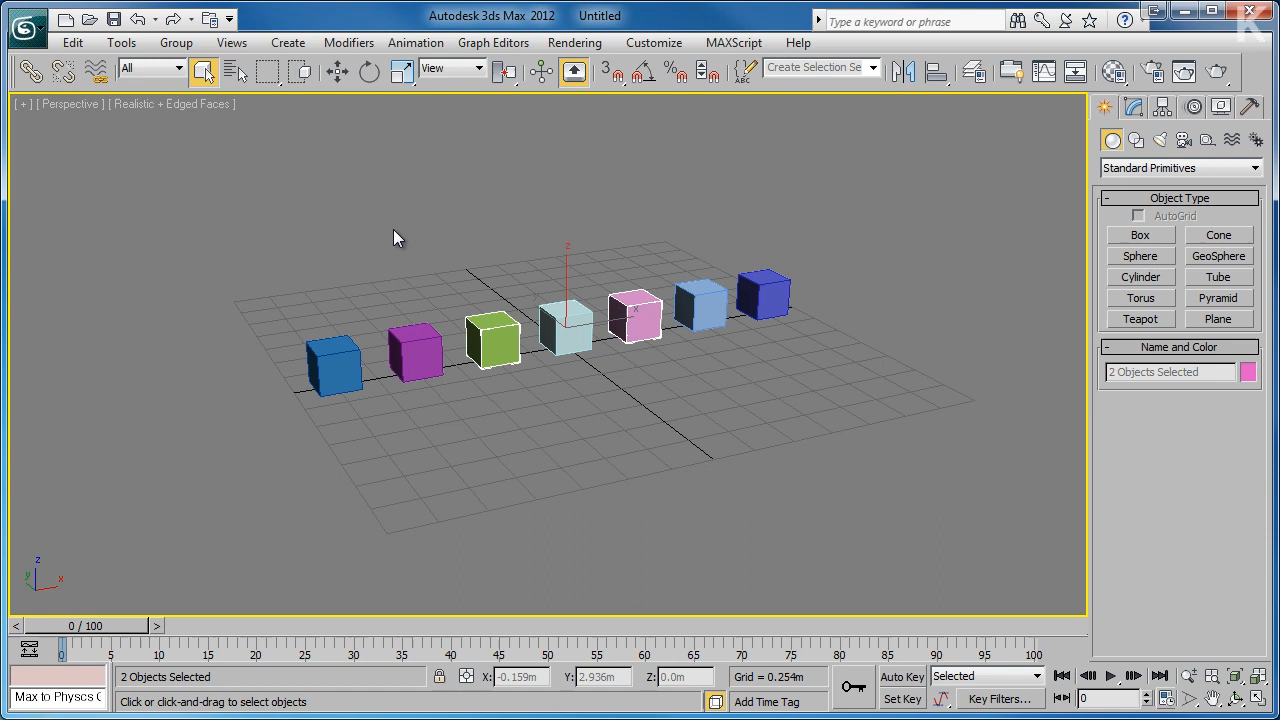 Autodesk 3ds Max 2012 Untitled
Type a keyword or phrase
K
Edit Tools Group Views Create Modifiers Animation Graph Editors Rendering Customize MAXScript Help
All
View
3
Create Selection Se
[ + ] [ Perspective ] [ Realistic + Edged Faces ]
Standard Primitives
- Object Type
AutoGrid
Box Cone
Sphere GeoSphere
Cylinder Tube
Torus Pyramid
Teapot Plane
- Name and Color
2 Objects Selected
z
x
z
y
x
< 0 / 100 >
0 5 10 15 20 25 30 35 40 45 50 55 60 65 70 75 80 85 90 95 100
2 Objects Selected X: -0.159m Y: 2.936m Z: 0.0m Grid = 0.254m Auto Key Selected
Max to Physcs C Click or click-and-drag to select objects Add Time Tag Set Key Key Filters... 0